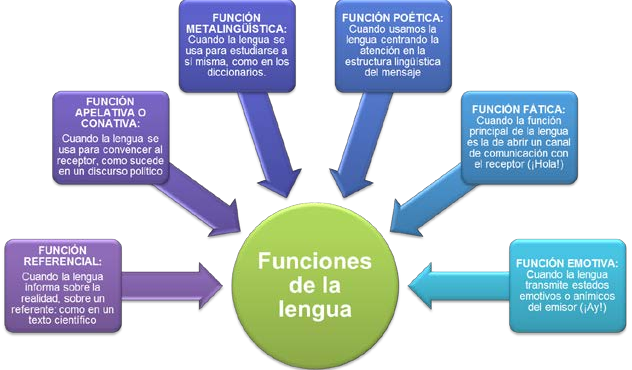 FUNCIÓN
METALINGÜÍSTICA:
Cuando la lengua se
usa para estudiarse a
sí misma, como en los
diccionarios.
FUNCIÓN POÉTICA:
Cuando usamos la
lengua centrando la
atención en la
estructura lingüística
del mensaje
FUNCIÓN
APELATIVA O
CONATIVA:
Cuando la lengua se
usa para convencer al
receptor, como sucede
en un discurso político
FUNCIÓN FÁTICA:
Cuando la función
principal de la lengua
es la de abrir un canal
de comunicación con
el receptor (¡Hola!)
FUNCIÓN
REFERENCIAL:
Cuando la lengua
informa sobre la
realidad, sobre un
referente: como en un
texto científico
Funciones
de la
lengua
FUNCIÓN EMOTIVA:
Cuando la lengua
transmite estados
emotivos o anímicos
del emisor (¡Ay!)